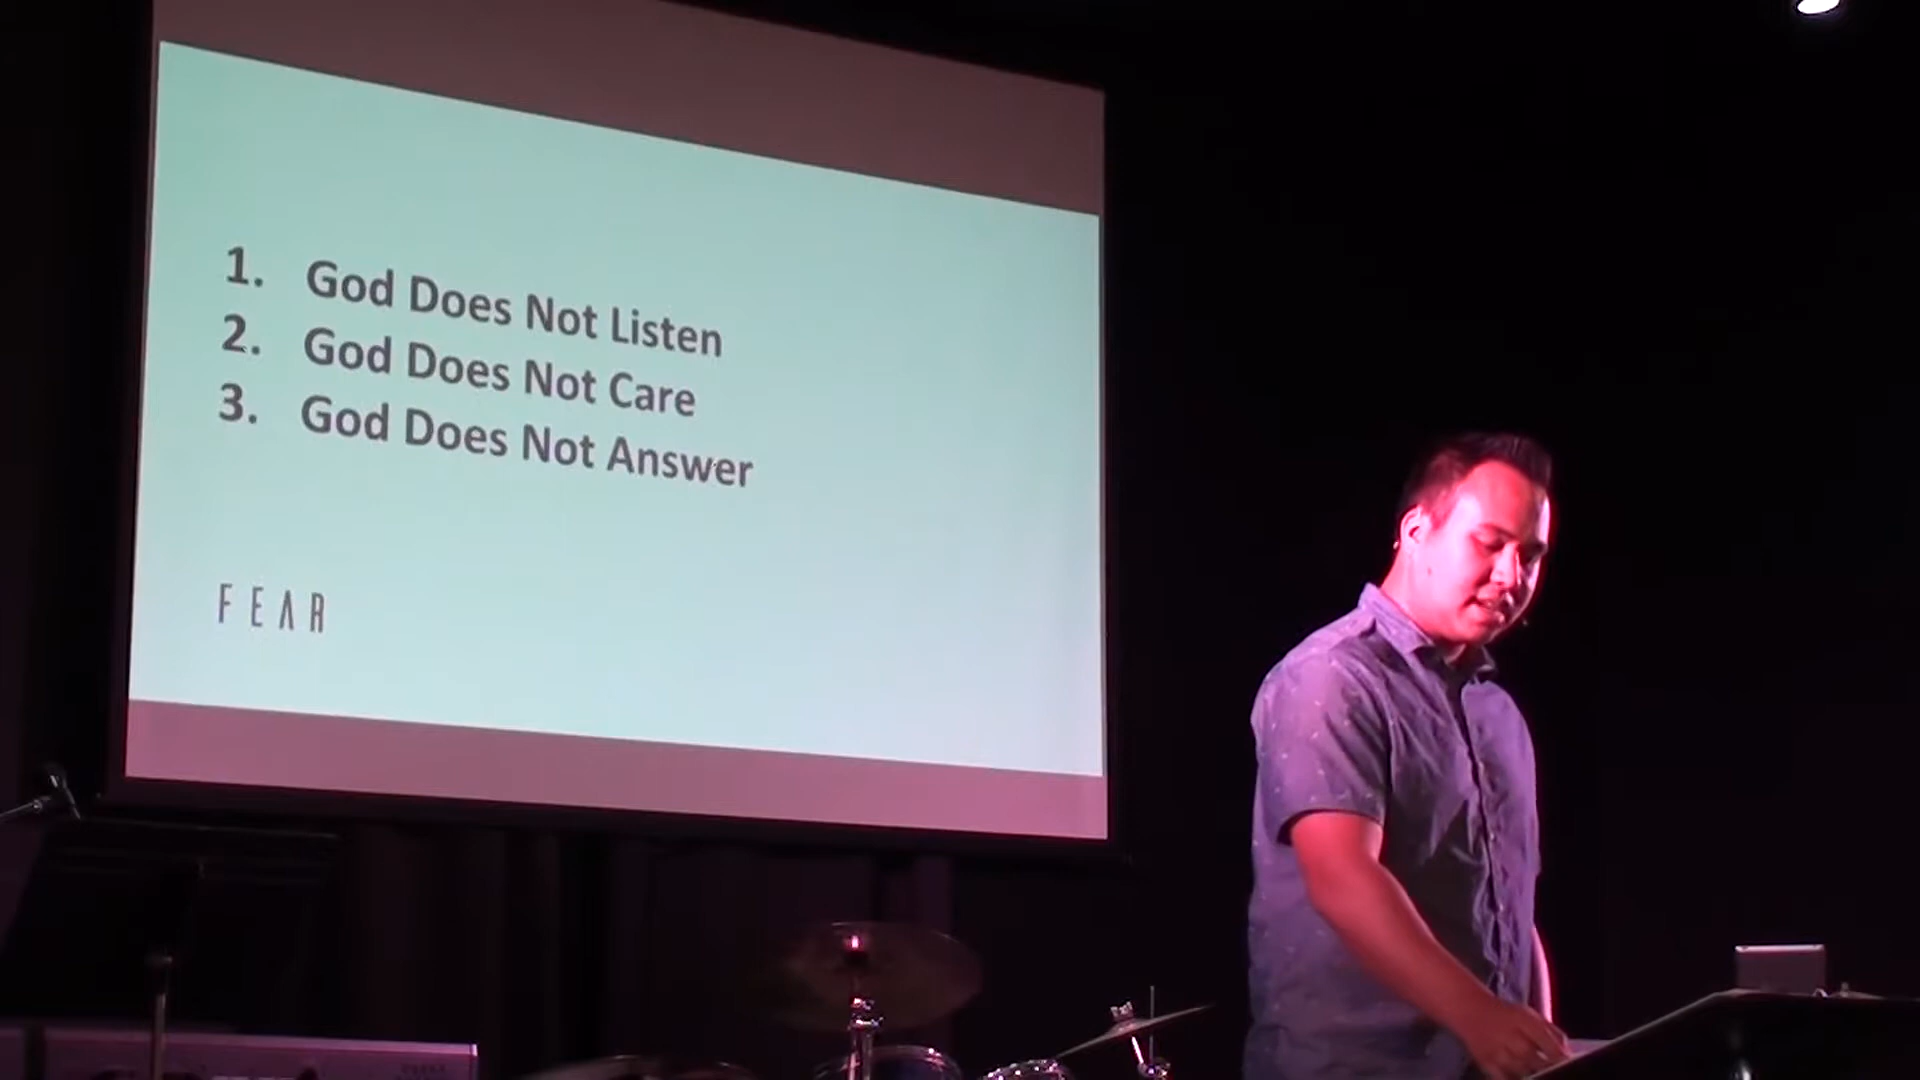 1. God Does Not Listen
2. God Does Not Care
3. God Does Not Answer
FEAR